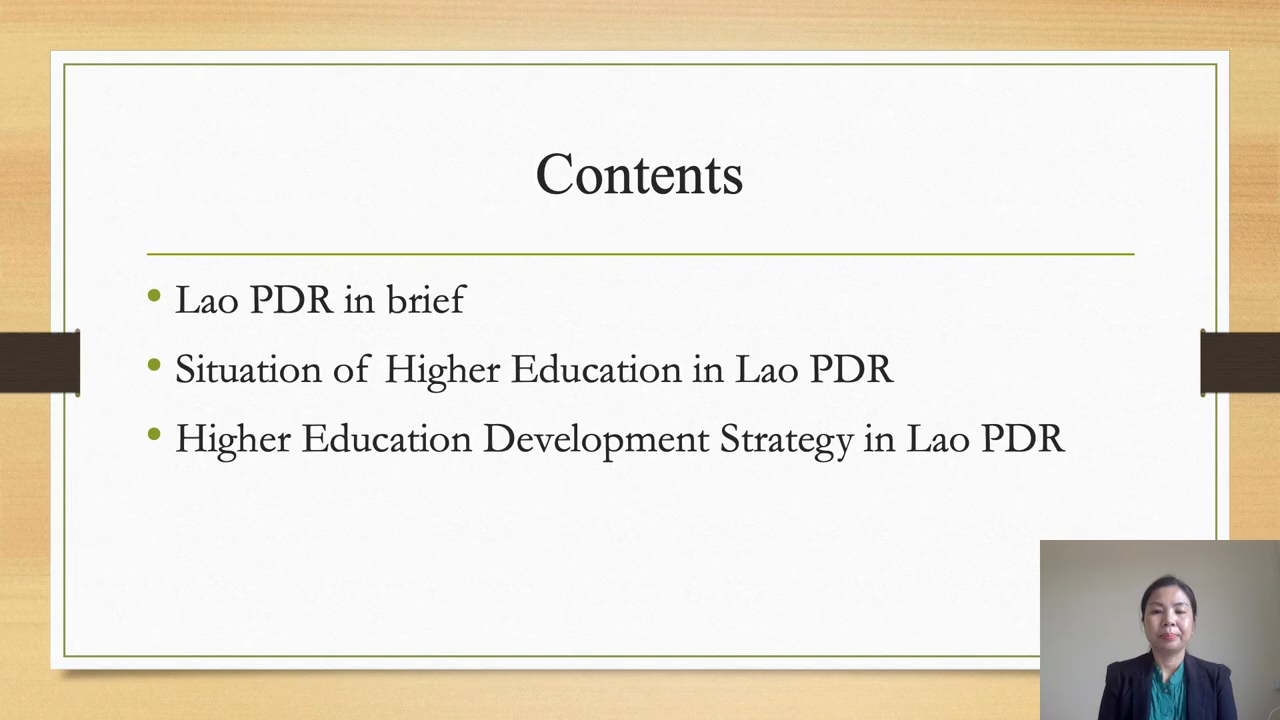 Contents
Lao PDR in brief
Situation of Higher Education in Lao PDR
Higher Education Development Strategy in Lao PDR